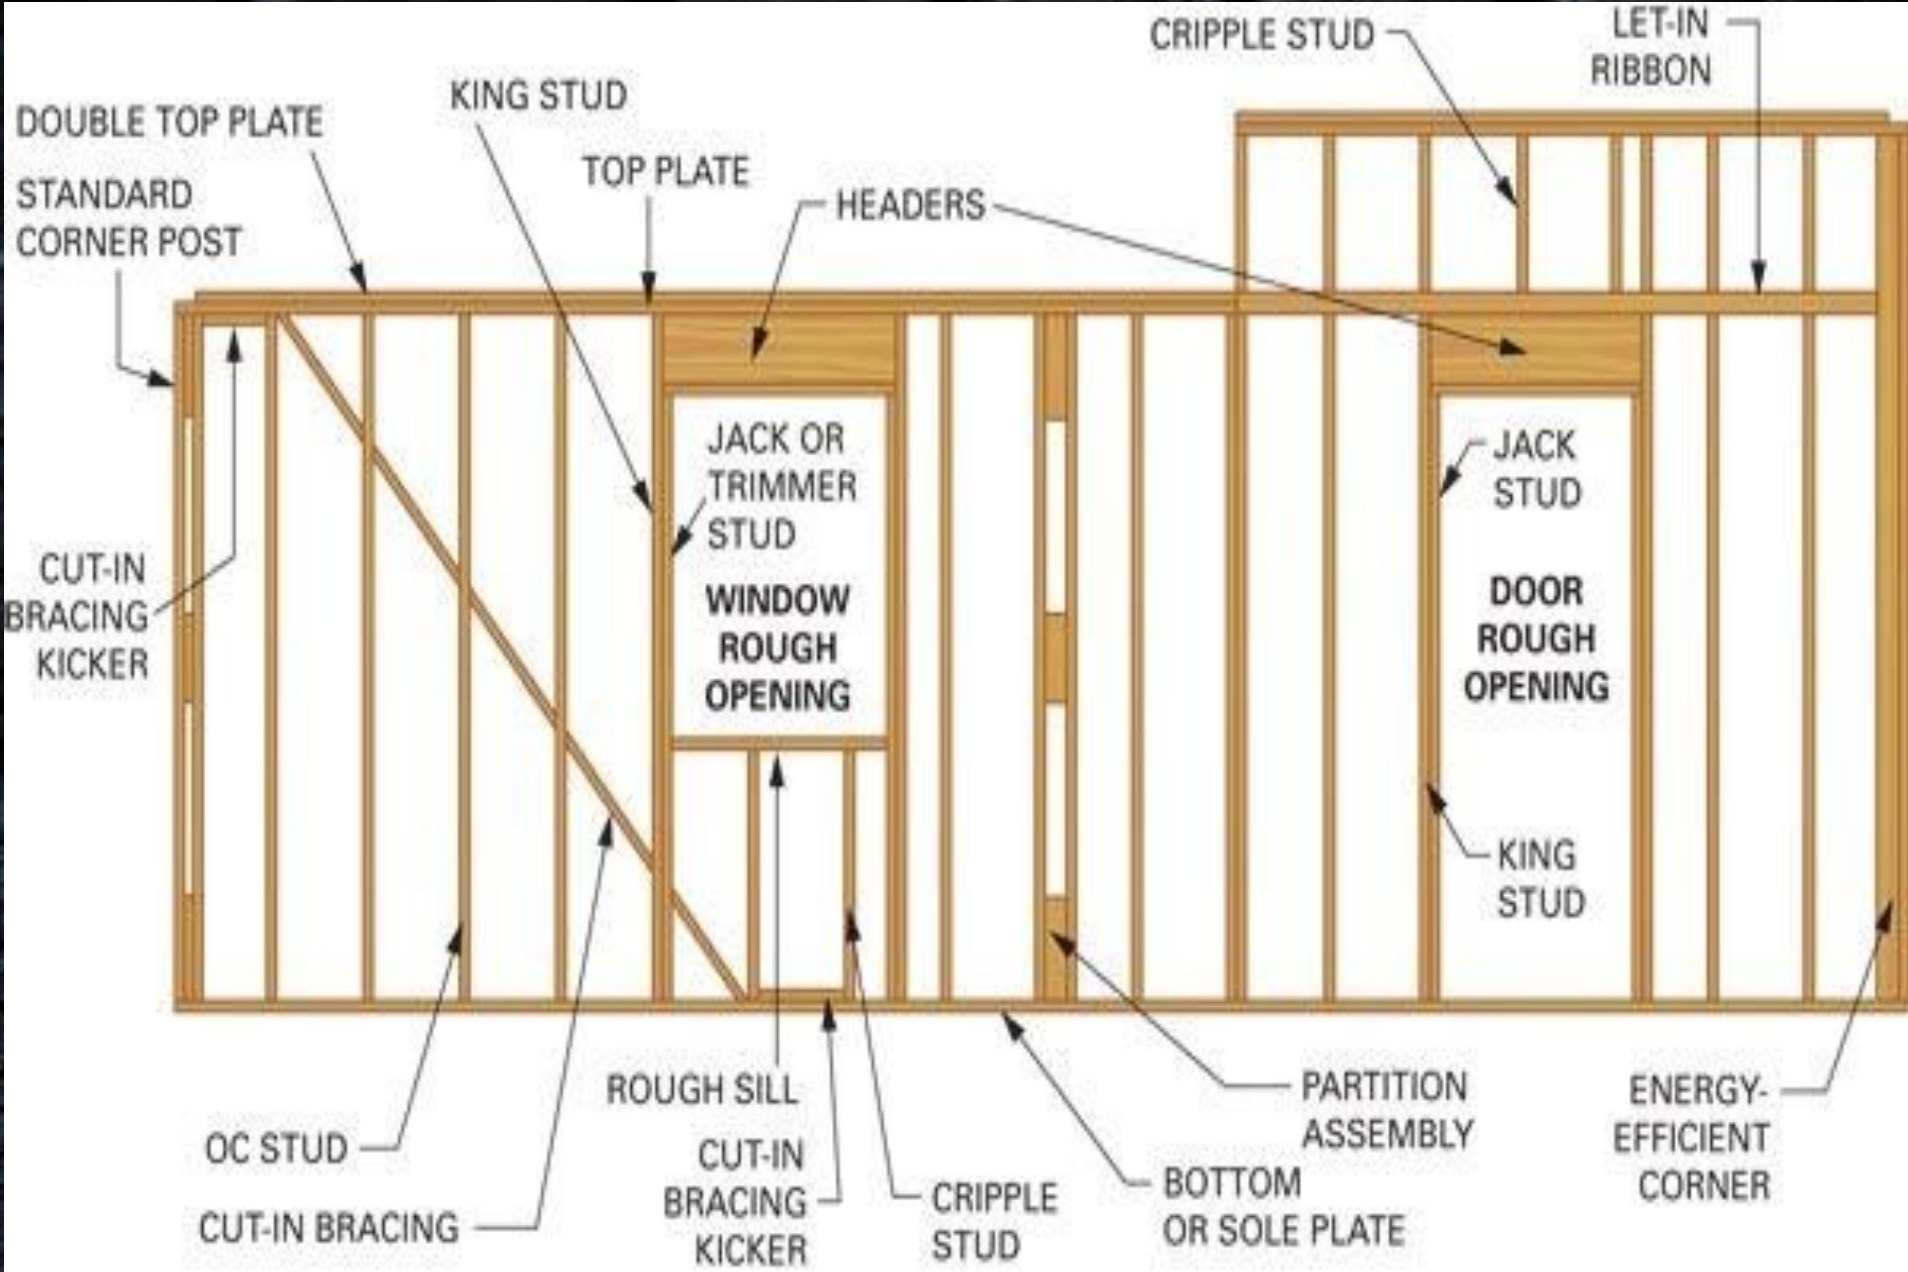 CRIPPLE STUD
LET-IN
RIBBON
KING STUD
DOUBLE TOP PLATE
TOP PLATE
STANDARD
CORNER POST
HEADERS
JACK OR
TRIMMER
STUD
JACK
STUD
CUT-IN
BRACING
KICKER
WINDOW
ROUGH
OPENING
DOOR
ROUGH
OPENING
KING
STUD
ROUGH SILL
PARTITION
ASSEMBLY
ENERGY-
EFFICIENT
CORNER
OC STUD
CUT-IN
BRACING
KICKER
CRIPPLE
STUD
BOTTOM
OR SOLE PLATE
CUT-IN BRACING